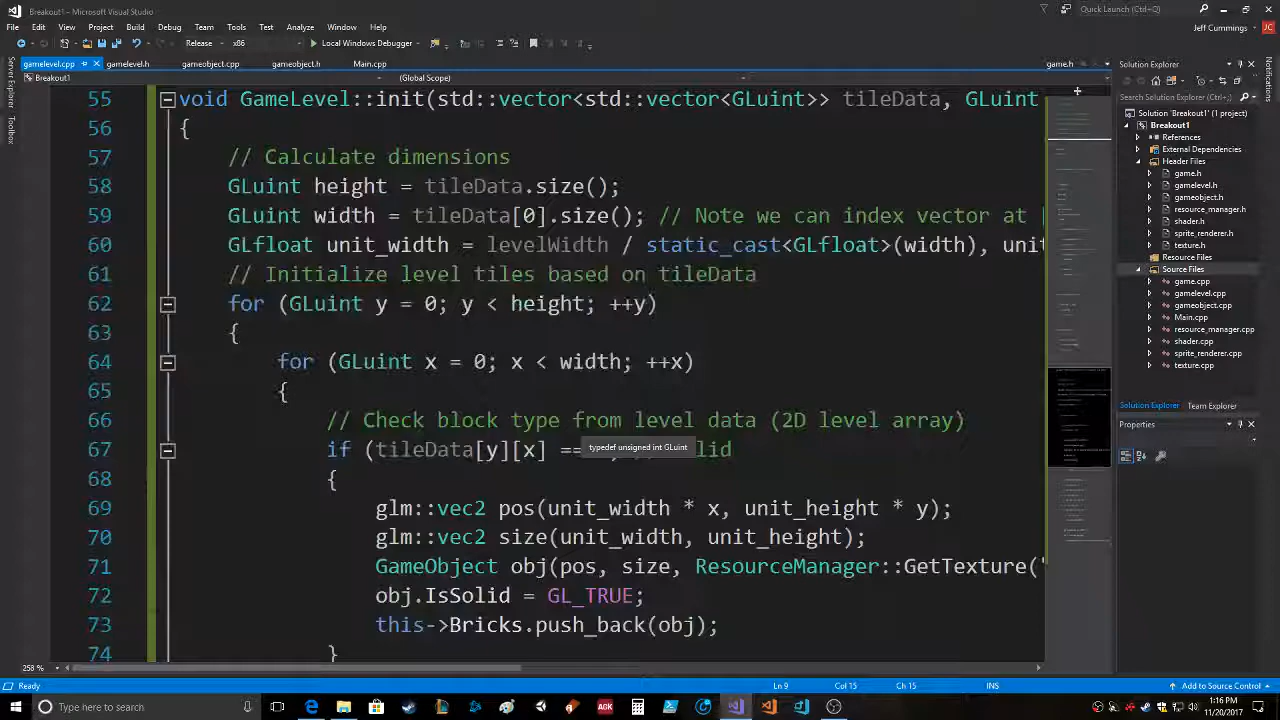 Breakout1 - Microsoft Visual Studio
Quick Launch (Ctrl+Q)
File Edit View Project Build Debug Team Tools Test Analyze Window Help
Jeff Cummings JC
Release x86 Local Windows Debugger
gamelevel.cpp gamelevel.h gameobject.cpp gameobject.h Main.cpp game.h
Breakout1 (Global Scope)
Server Explorer
Toolbox
55 void GameLevel::init(std::vector<std::vector<GLuint>> tileData, GLuint
56 {
57 // Calculate dimensions
58 GLuint height = tileData.size();
59 GLuint width = tileData[0].size(); // Note we can index vector at
60 GLfloat unit_width = levelWidth / static_cast<GLfloat>(width)
61 // Initialize level tiles based on tileData
62 for (GLuint y = 0; y < height; ++y)
63 {
64 for (GLuint x = 0; x < width; ++x)
65 {
66 // Check block type from level data (2D level array)
67 if (tileData[y][x] ==
typedef unsigned int GLuint
68 {
69 glm::vec2 pos(unit_width * x, unit_height * y);
70 glm::vec2 size(unit_width, unit_height);
71 GameObject obj(pos, size, ResourceManager::GetTexture(
72 obj.IsSolid = GL_TRUE;
73 this->Bricks.push_back(obj);
74 }
258 %
Solution Explorer
Search Solution Explorer (Ctrl+;)
Solution 'Breakout1' (1
Breakout1
References
External Dependencies
Header Files
game.h
gamelevel.h
gameobject.h
shader.h
sprite_renderer.h
texture.h
Resource Files
Source Files
game.cpp
gamelevel.cpp
gameobject.cpp
Main.cpp
resource_manager.cpp
shader.cpp
texture.cpp
Solution Explorer Team Explorer
Properties
Notifications
Ready Ln 9 Col 15 Ch 15 INS Add to Source Control
Type here to search
AGK
1:16 PM
11/20/2017